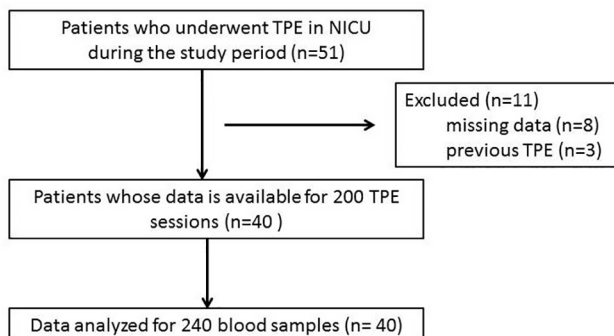 Patients who underwent TPE in NICU
during the study period (n=51)
Excluded (n=11)
missing data (n=8)
previous TPE (n=3)
Patients whose data is available for 200 TPE
sessions (n=40 )
Data analyzed for 240 blood samples (n= 40)